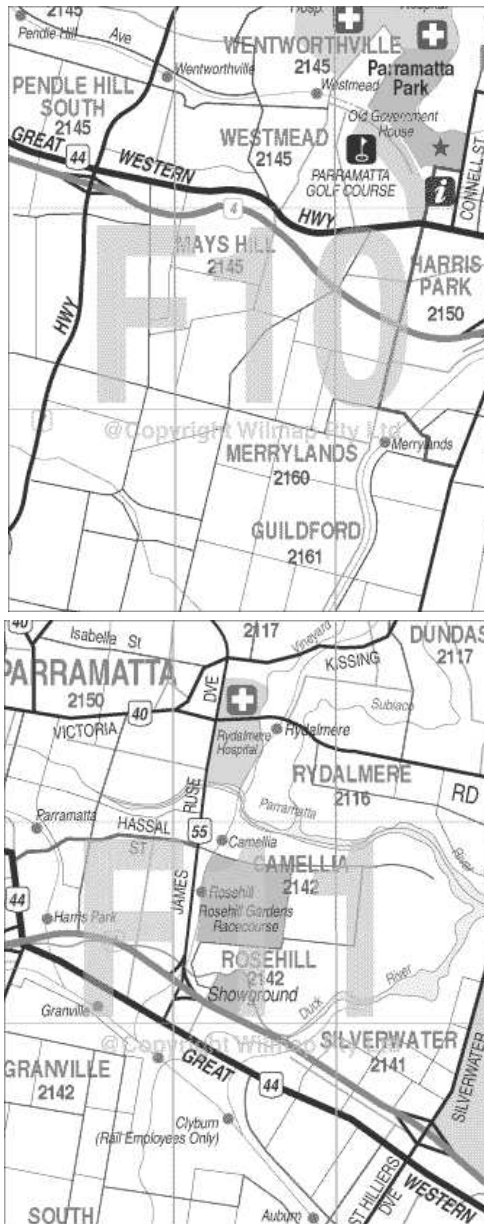 2145
Pendle Hill
Ave
Hosp.
Hospital
WENTWORTHVILLE
2145
Wentworthville
Parramatta
Park
Westmead
PENDLE HILL
SOUTH
2145
Old Government
House
WESTMEAD
2145
GREAT
44
WESTERN
HWY
PARRAMATTA
GOLF COURSE
i
CONNELL ST
4
MAYS HILL
2145
HARRIS
PARK
2150
HWY
F10
@Copyright Wilmap Pty Ltd
Merrylands
MERRYLANDS
2160
GUILDFORD
2161
40
Isabella St
2117
Vineyard
KISSING
DUNDAS
2117
PARRAMATTA
2150
DVE
40
VICTORIA
Subiaco
Rydalmere
Hospital
Rydalmere
RYDALMERE
2116
RD
RUSE
Parramatta
River
Parramatta
HASSAL
ST
55
Camellia
CAMELLIA
2142
44
JAMES
Rosehill
Rosehill Gardens
Racecourse
Harris Park
F11
ROSEHILL
2142
Showground
River
Duck
Granville
@Copyright Wilmap Pty
SILVERWATER
2141
GREAT
GRANVILLE
2142
44
SILVERWATER
Clyburn
(Rail Employees Only)
ST HILLIERS
DVE
WESTERN
SOUTH
Auburn